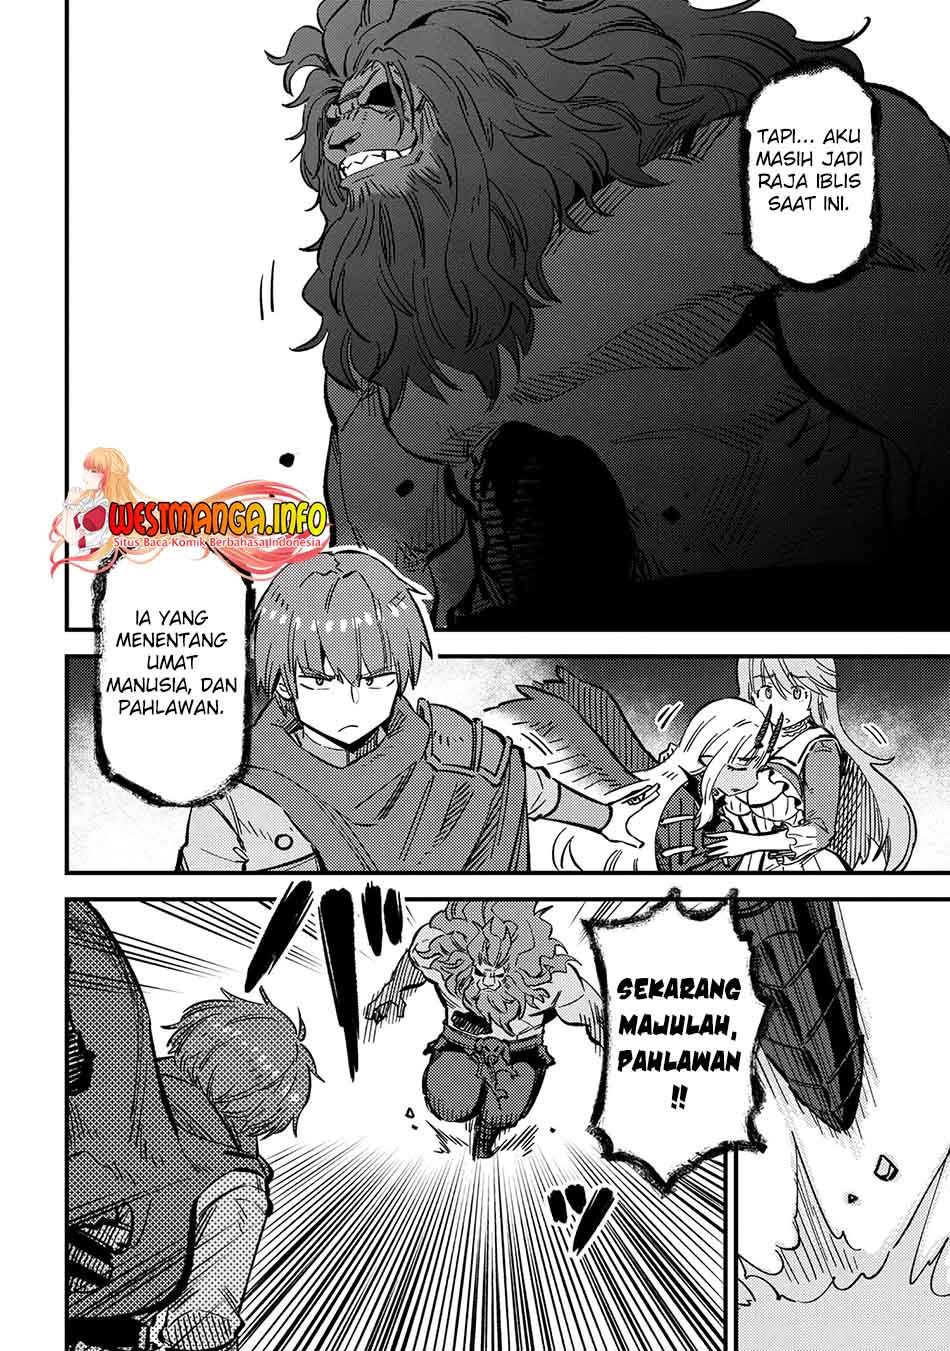 TAPI... AKU
MASIH JADI
RAJA IBLIS
SAAT INI.
WESTMANGA.INFO
Situs Baca Komik Berbahasa Indonesia
IA YANG
MENENTANG
UMAT
MANUSIA, DAN
PAHLAWAN.
SEKARANG
MAJULAH,
PAHLAWAN
!!